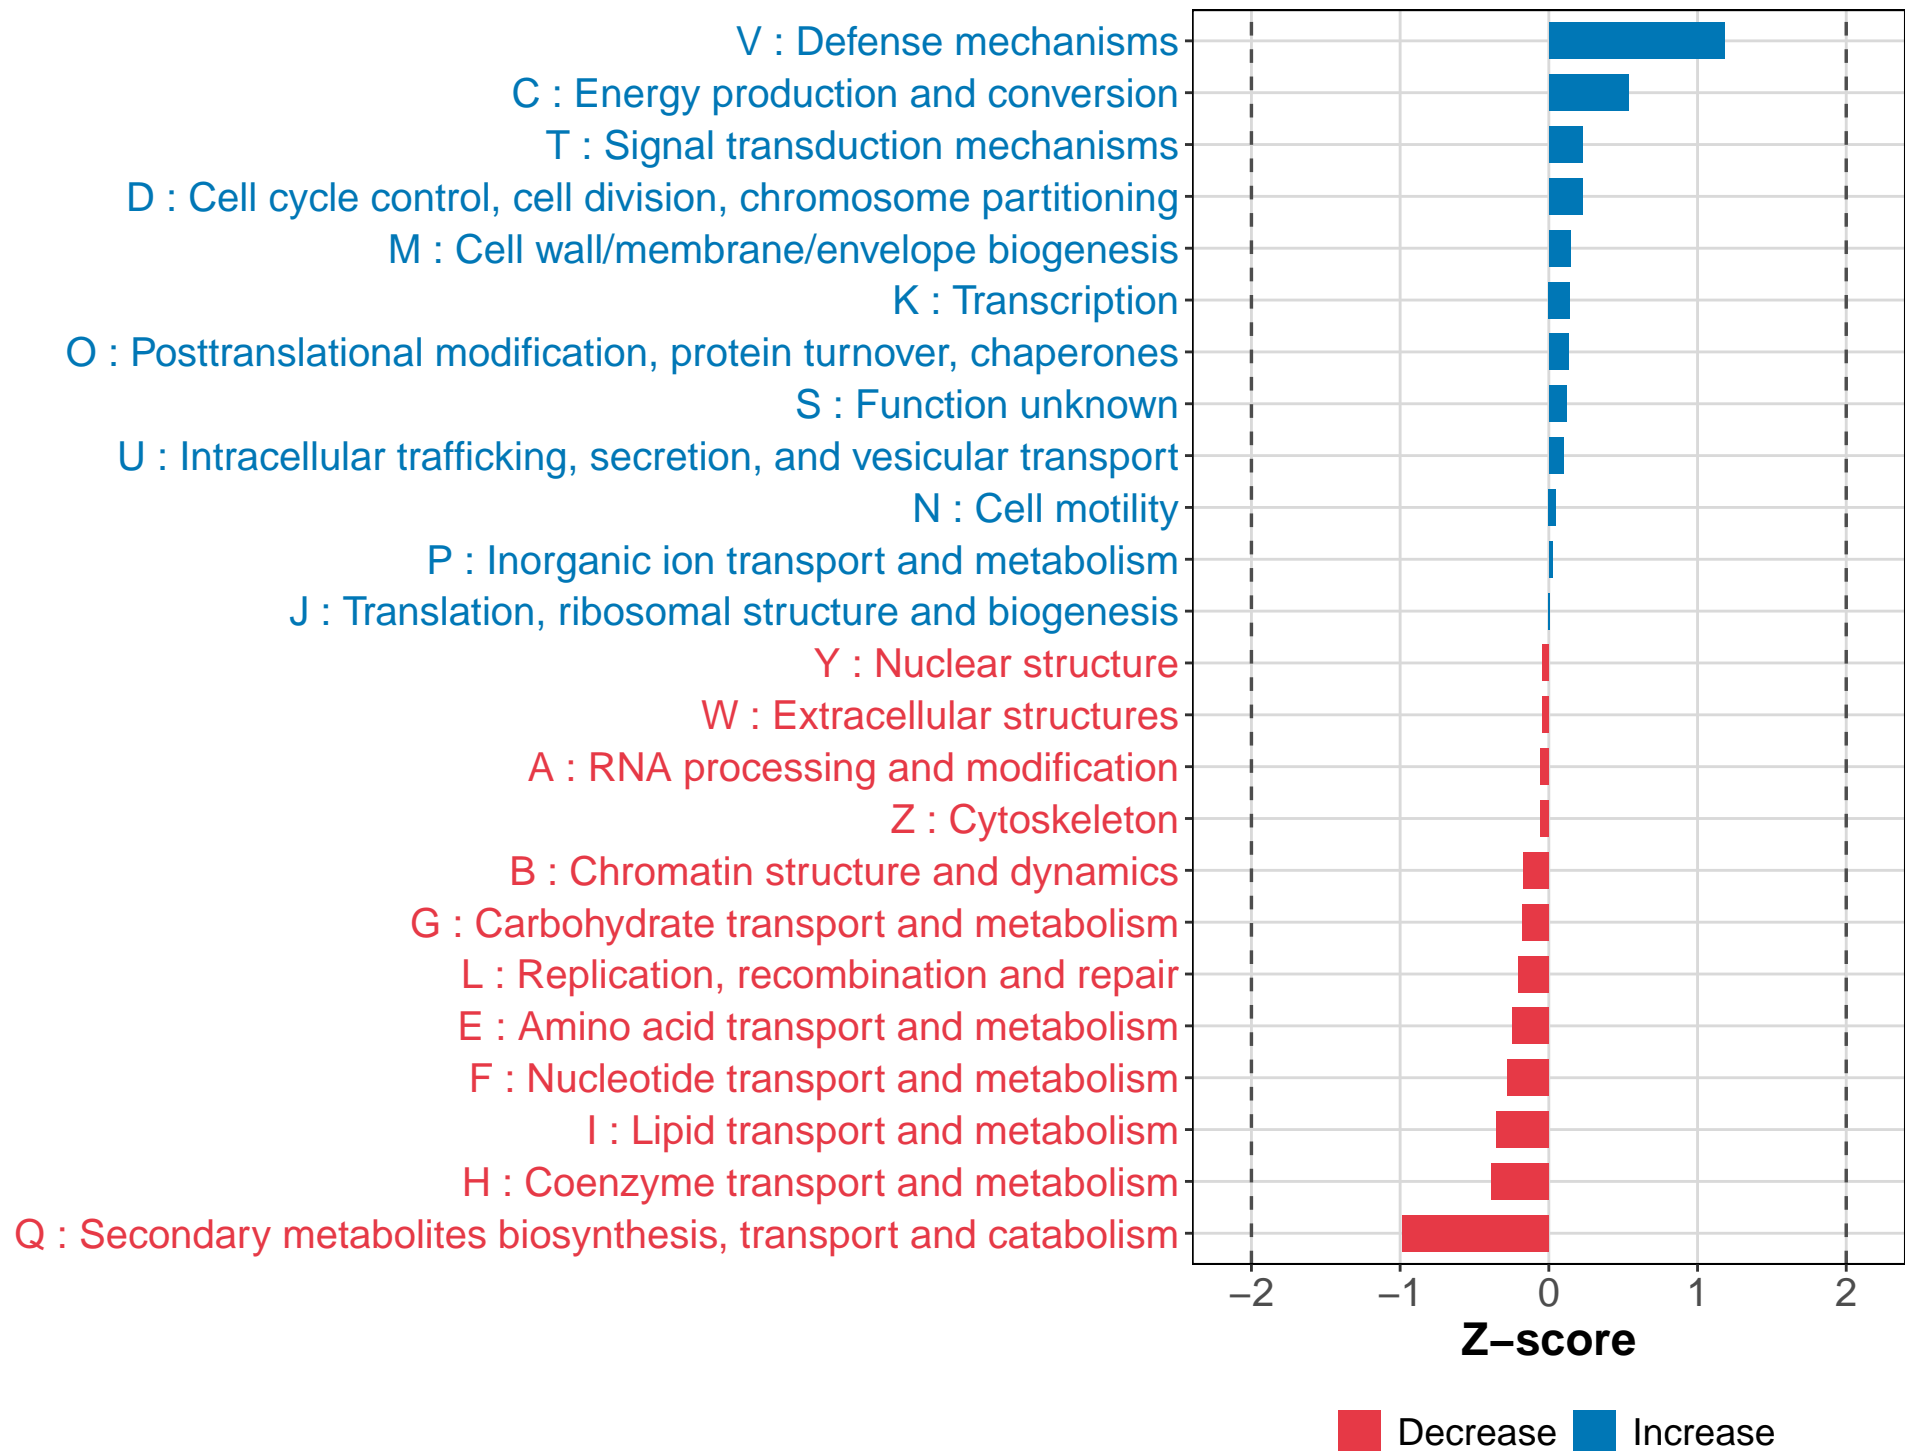 V : Defense mechanisms
C : Energy production and conversion
T : Signal transduction mechanisms
D : Cell cycle control, cell division, chromosome partitioning
M : Cell wall/membrane/envelope biogenesis
K : Transcription
O : Posttranslational modification, protein turnover, chaperones
S : Function unknown
U : Intracellular trafficking, secretion, and vesicular transport
N : Cell motility
P : Inorganic ion transport and metabolism
J : Translation, ribosomal structure and biogenesis
Y : Nuclear structure
W : Extracellular structures
A : RNA processing and modification
Z : Cytoskeleton
B : Chromatin structure and dynamics
G : Carbohydrate transport and metabolism
L : Replication, recombination and repair
E : Amino acid transport and metabolism
F : Nucleotide transport and metabolism
I : Lipid transport and metabolism
H : Coenzyme transport and metabolism
Q : Secondary metabolites biosynthesis, transport and catabolism
−2 −1 0 1 2
Z−score
Decrease Increase